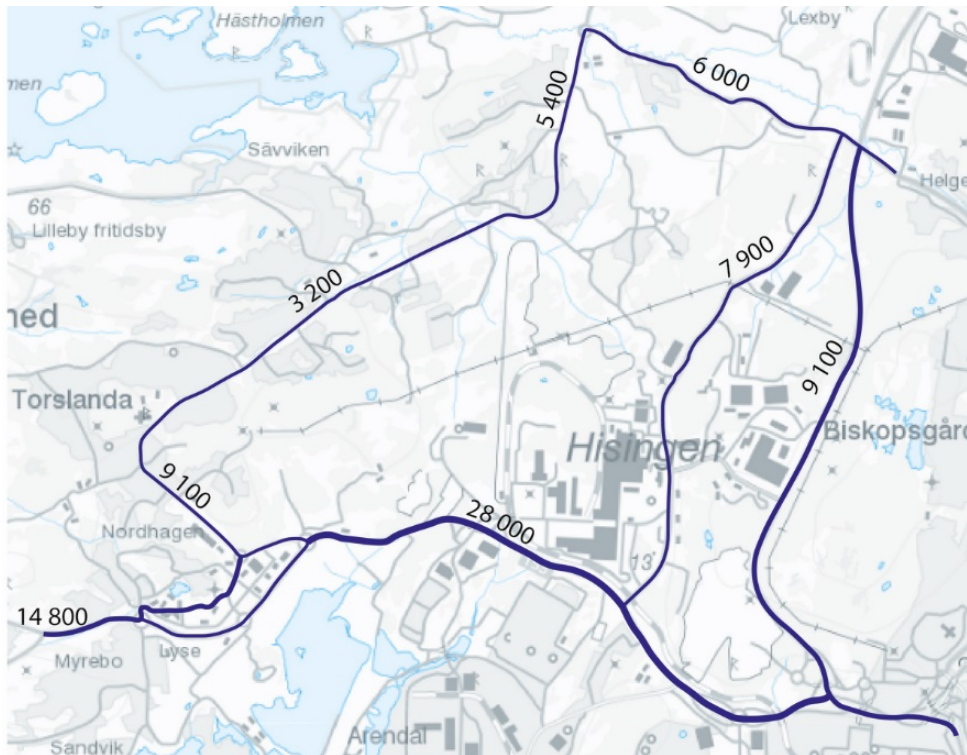 Hästholmen
Lexby
men
6 000
5 400
Sävviken
Helge
66
Lilleby fritidsby
7 900
3 200
ned
9 100
Torslanda
Biskopsgård
Hisingen
9 100
28 000
Nordhagen
13
14 800
Myrebo
Lyse
Arendal
Sandvik